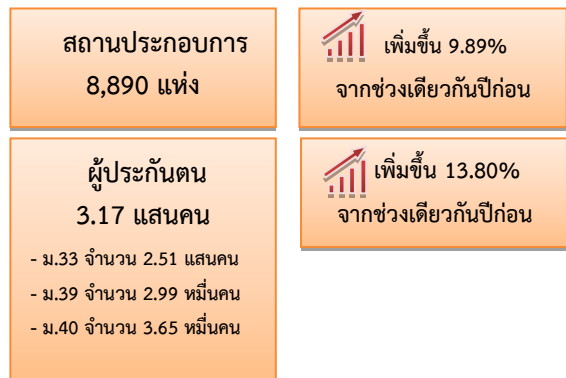 สถานประกอบการ
8,890 แห่ง
เพิ่มขึ้น 9.89%
จากช่วงเดียวกันปีก่อน
ผู้ประกันตน
3.17 แสนคน
- ม.33 จำนวน 2.51 แสนคน
- ม.39 จำนวน 2.99 หมื่นคน
- ม.40 จำนวน 3.65 หมื่นคน
เพิ่มขึ้น 13.80%
จากช่วงเดียวกันปีก่อน